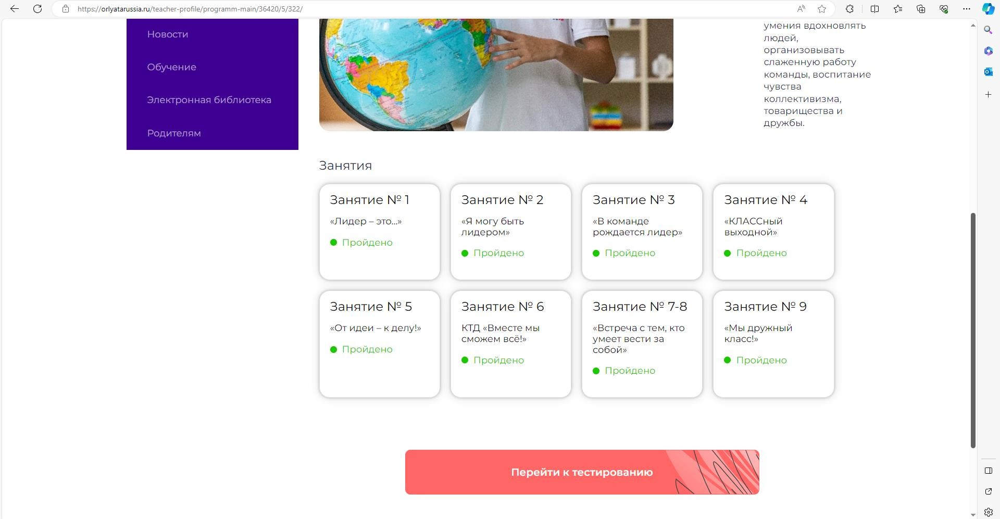 https://orlyatarussia.ru/teacher-profile/programm-main/36420/5/322/
Новости
Обучение
Электронная библиотека
Родителям
умения вдохновлять
людей,
организовывать
слаженную работу
команды, воспитание
чувства
коллективизма,
товарищества и
дружбы.
Занятия
Занятие № 1
«Лидер – это...»
Пройдено
Занятие № 2
«Я могу быть
лидером»
Пройдено
Занятие № 3
«В команде
рождается лидер»
Пройдено
Занятие № 4
«КЛАССный
выходной»
Пройдено
Занятие № 5
«От идеи – к делу!»
Пройдено
Занятие № 6
КТД «Вместе мы
сможем всё!»
Пройдено
Занятие № 7-8
«Встреча с тем, кто
умеет вести за
собой»
Пройдено
Занятие № 9
«Мы дружный
класс!»
Пройдено
Перейти к тестированию